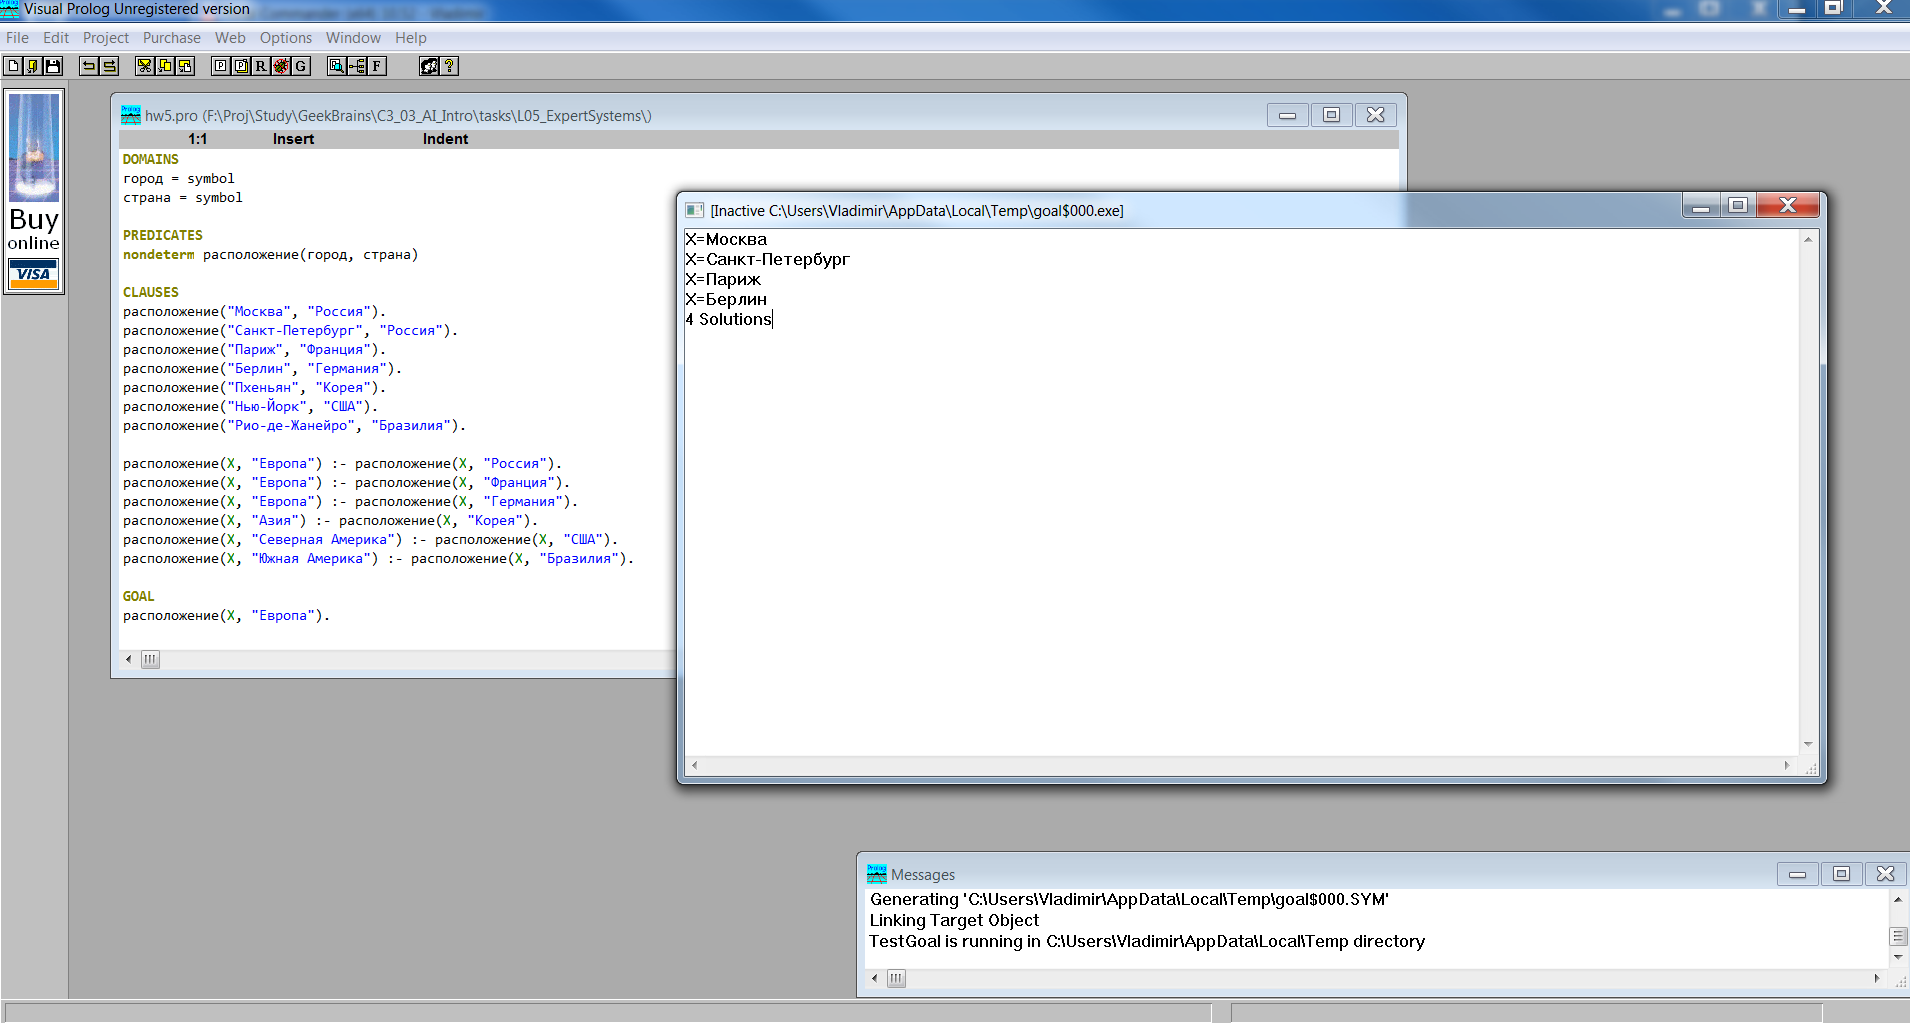 Visual Prolog Unregistered version
File Edit Project Purchase Web Options Window Help
P P R G F ?
Buy
online
VISA
Prolog hw5.pro (F:\Proj\Study\GeekBrains\C3_03_AI_Intro\tasks\L05_ExpertSystems\)
1:1 Insert Indent
DOMAINS
город = symbol
страна = symbol
PREDICATES
nondeterm расположение(город, страна)
CLAUSES
расположение("Москва", "Россия").
расположение("Санкт-Петербург", "Россия").
расположение("Париж", "Франция").
расположение("Берлин", "Германия").
расположение("Пхеньян", "Корея").
расположение("Нью-Йорк", "США").
расположение("Рио-де-Жанейро", "Бразилия").
расположение(X, "Европа") :- расположение(X, "Россия").
расположение(X, "Европа") :- расположение(X, "Франция").
расположение(X, "Европа") :- расположение(X, "Германия").
расположение(X, "Азия") :- расположение(X, "Корея").
расположение(X, "Северная Америка") :- расположение(X, "США").
расположение(X, "Южная Америка") :- расположение(X, "Бразилия").
GOAL
расположение(X, "Европа").
[Inactive C:\Users\Vladimir\AppData\Local\Temp\goal$000.exe]
X=Москва
X=Санкт-Петербург
X=Париж
X=Берлин
4 Solutions
Prolog Messages
Generating 'C:\Users\Vladimir\AppData\Local\Temp\goal$000.SYM'
Linking Target Object
TestGoal is running in C:\Users\Vladimir\AppData\Local\Temp directory